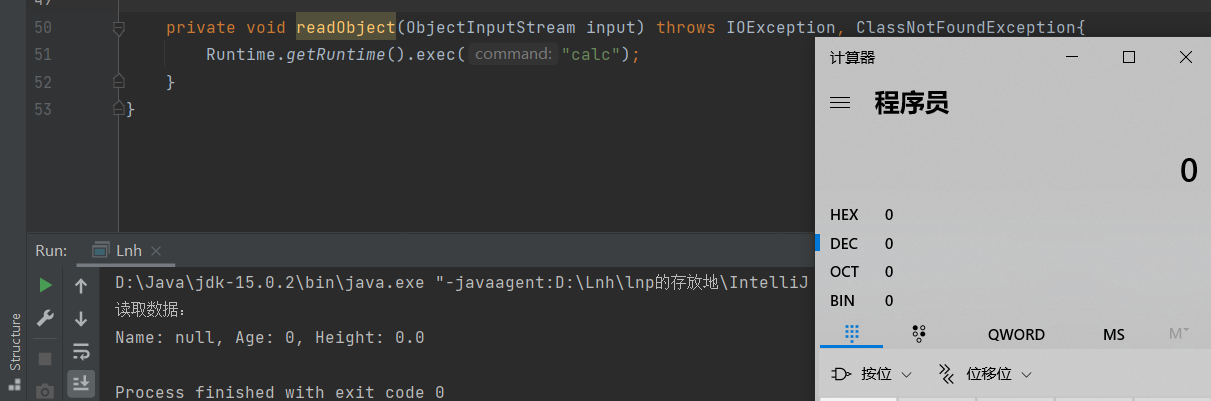 50 private void readObject(ObjectInputStream input) throws IOException, ClassNotFoundException{
51 Runtime.getRuntime().exec( command: "calc");
52 }
53 }
计算器
程序员
0
HEX 0
DEC 0
OCT 0
BIN 0
QWORD MS M˅
按位 位移位
Run: Lnh
D:\Java\jdk-15.0.2\bin\java.exe "-javaagent:D:\Lnh\lnp的存放地\IntelliJ
读取数据:
Name: null, Age: 0, Height: 0.0
Process finished with exit code 0
Structure